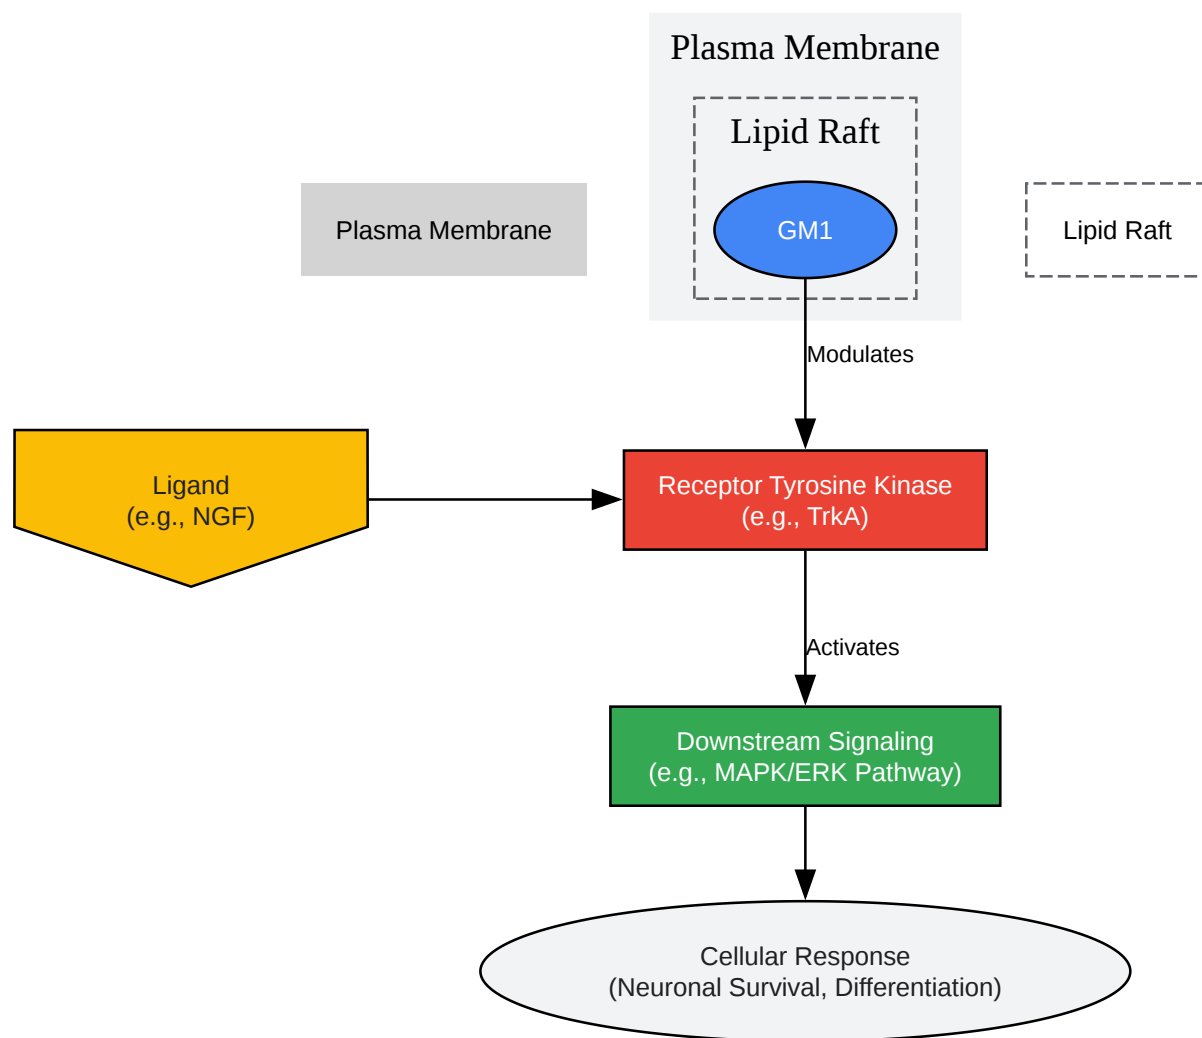 Plasma Membrane
Lipid Raft
Plasma Membrane
GM1
Lipid Raft
Modulates
Ligand
(e.g., NGF)
Receptor Tyrosine Kinase
(e.g., TrkA)
Activates
Downstream Signaling
(e.g., MAPK/ERK Pathway)
Cellular Response
(Neuronal Survival, Differentiation)